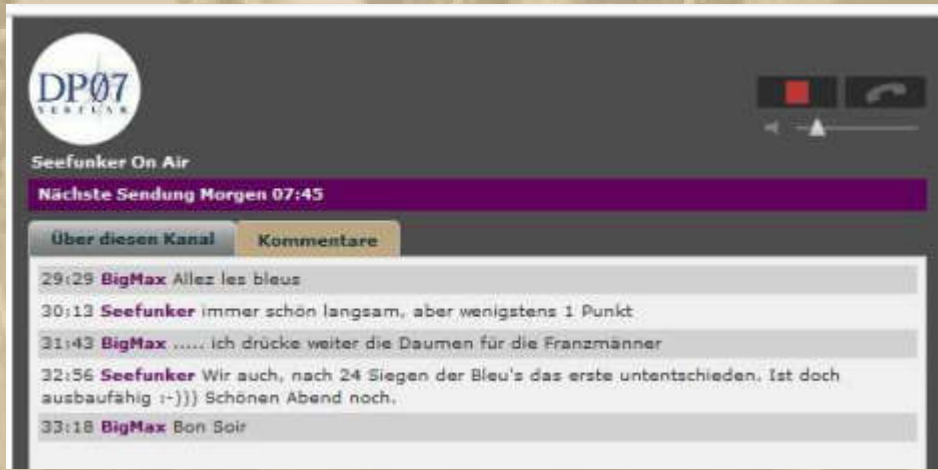 DP07
SEEFUNK
Seefunker On Air
Nächste Sendung Morgen 07:45
Über diesen Kanal Kommentare
29:29 BigMax Allez les bleus
30:13 Seefunker immer schön langsam, aber wenigstens 1 Punkt
31:43 BigMax ..... ich drücke weiter die Daumen für die Franzmänner
32:56 Seefunker Wir auch, nach 24 Siegen der Bleu's das erste untentschieden. Ist doch
ausbaufähig :-))) Schönen Abend noch.
33:18 BigMax Bon Soir